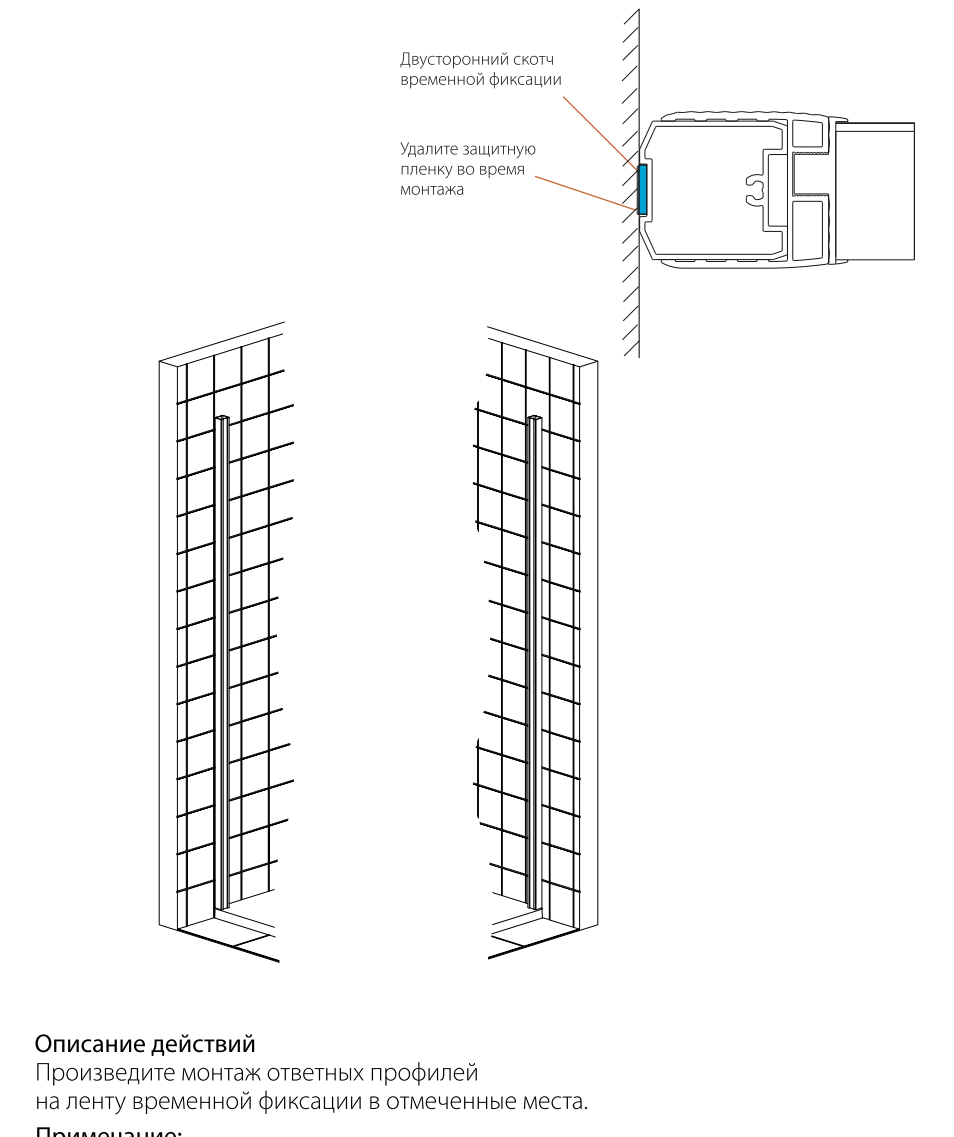 Двусторонний скотч
временной фиксации
Удалите защитную
пленку во время
монтажа
Описание действий
Произведите монтаж ответных профилей
на ленту временной фиксации в отмеченные места.
Примечание: